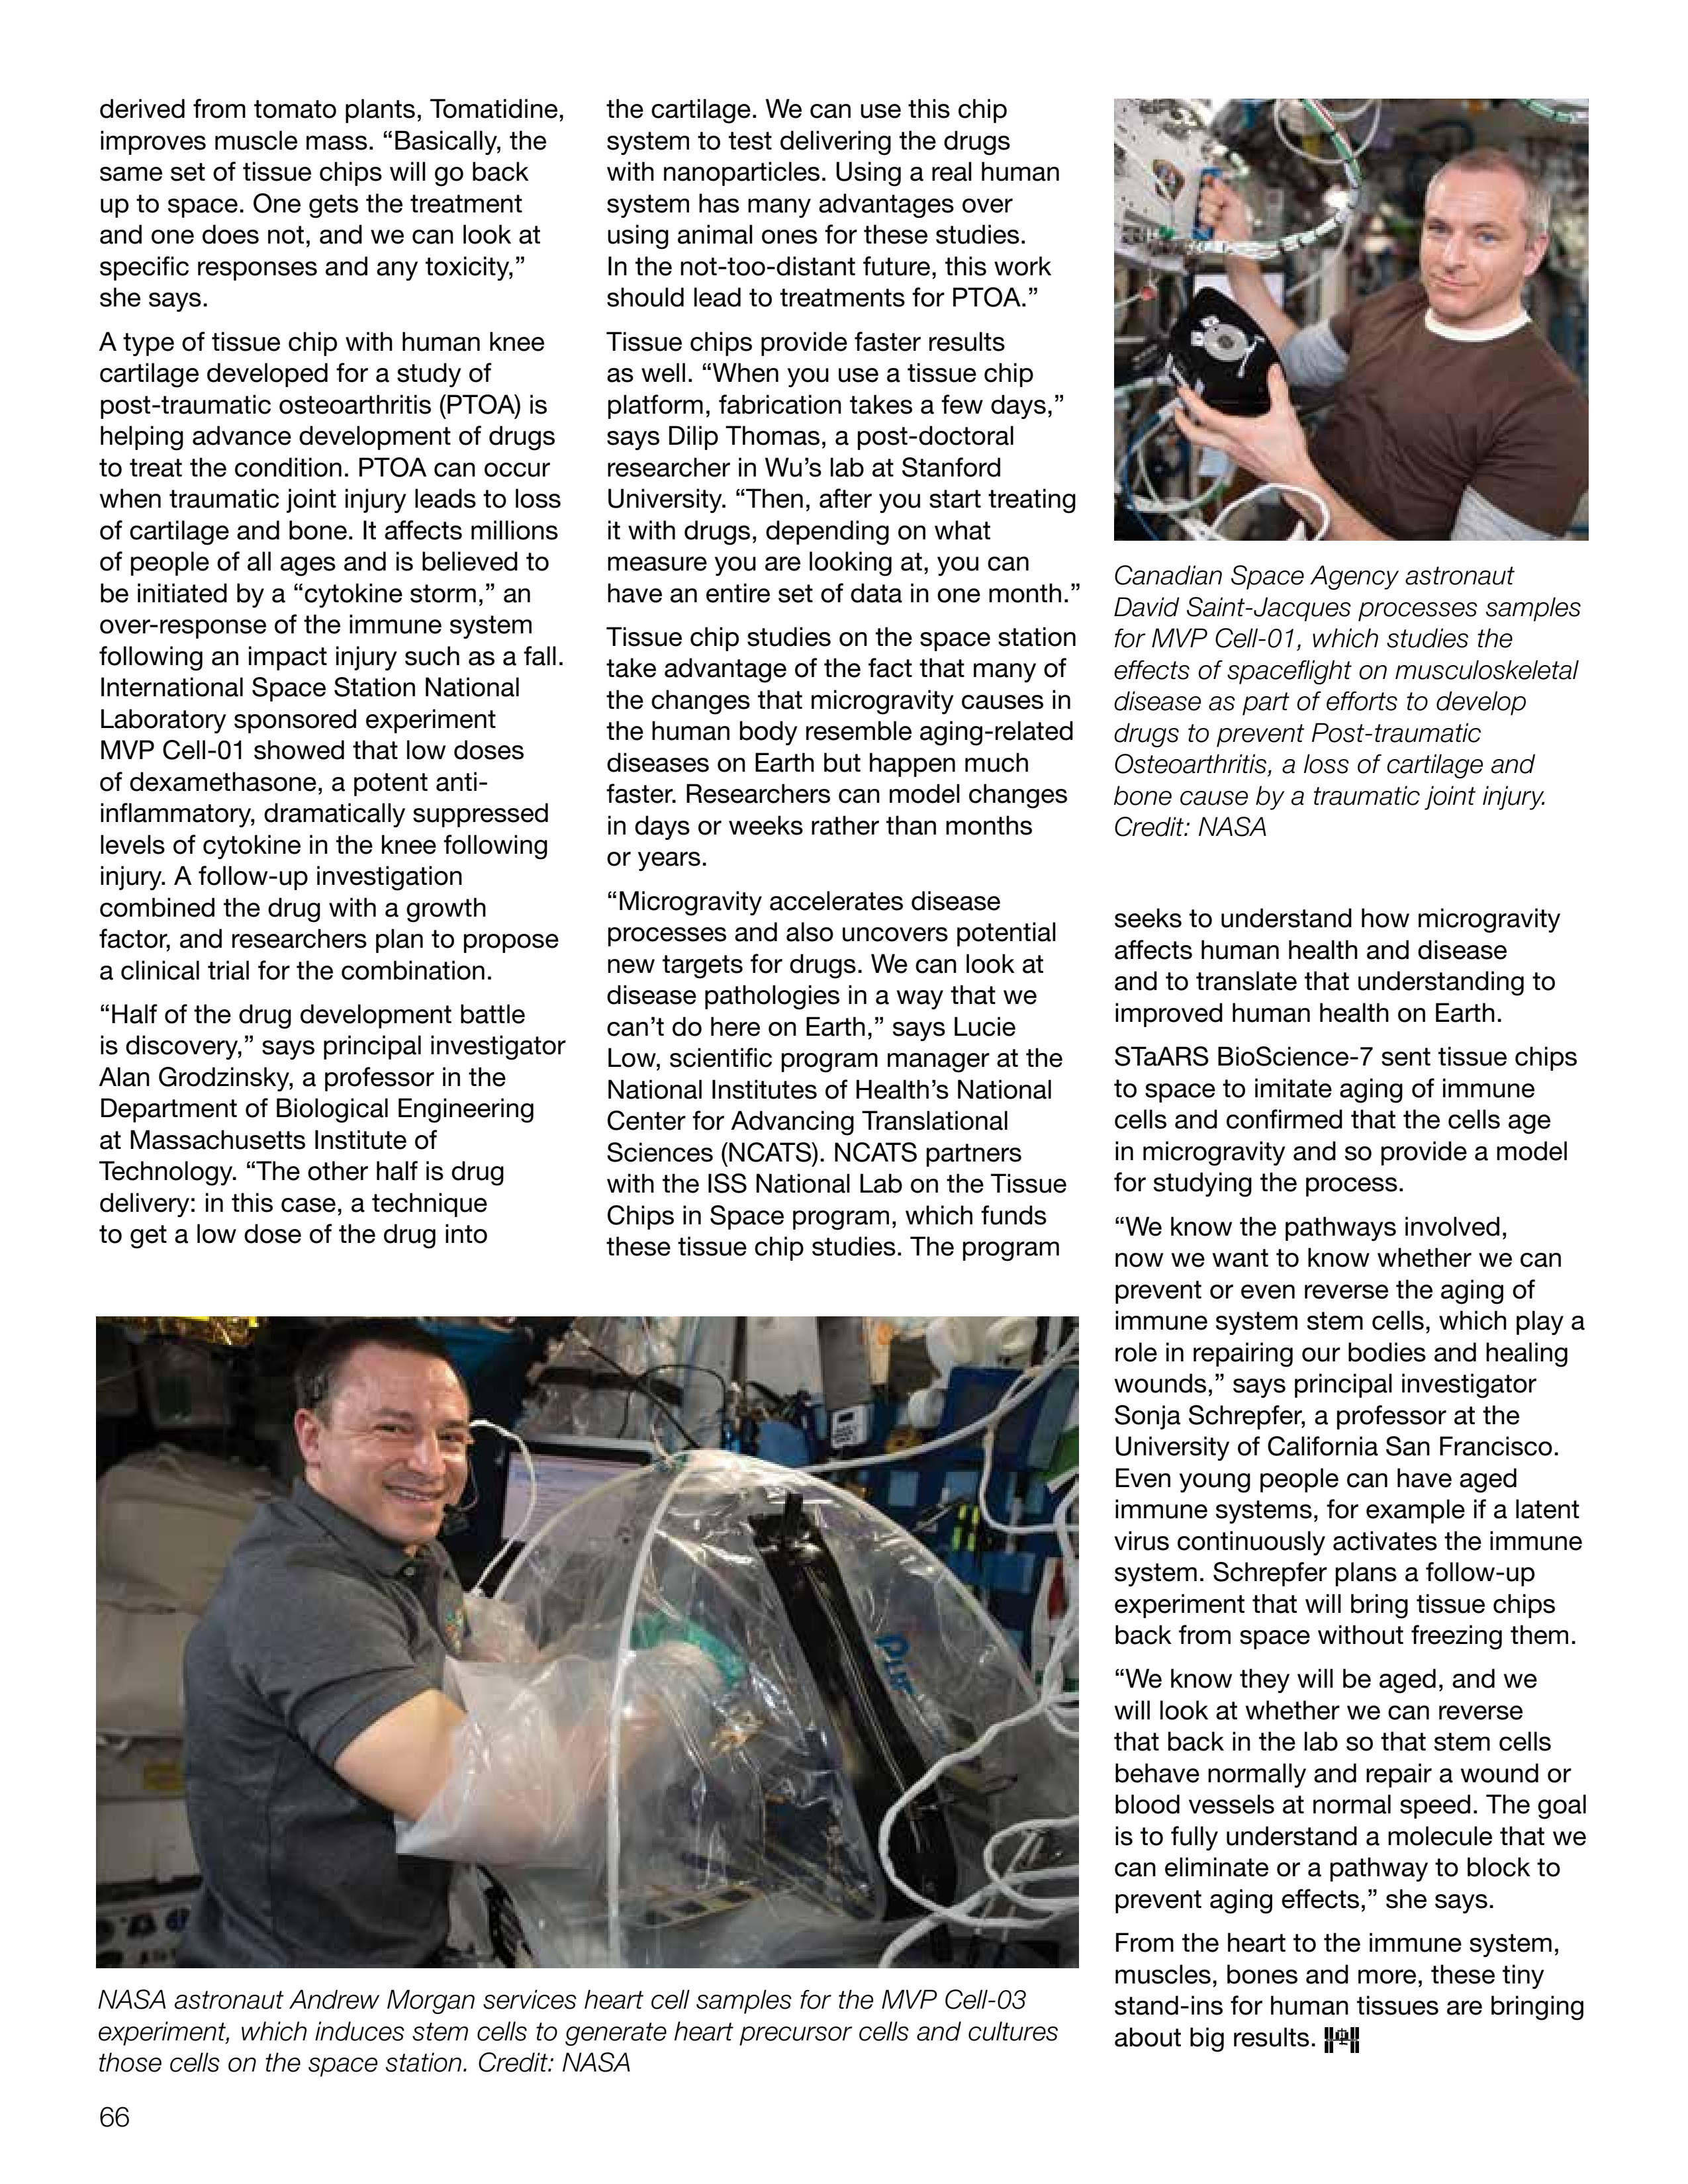 derived from tomato plants, Tomatidine,
improves muscle mass. “Basically, the
same set of tissue chips will go back
up to space. One gets the treatment
and one does not, and we can look at
specific responses and any toxicity,”
she says.
A type of tissue chip with human knee
cartilage developed for a study of
post-traumatic osteoarthritis (PTOA) is
helping advance development of drugs
to treat the condition. PTOA can occur
when traumatic joint injury leads to loss
of cartilage and bone. It affects millions
of people of all ages and is believed to
be initiated by a “cytokine storm,” an
over-response of the immune system
following an impact injury such as a fall.
International Space Station National
Laboratory sponsored experiment
MVP Cell-01 showed that low doses
of dexamethasone, a potent anti-
inflammatory, dramatically suppressed
levels of cytokine in the knee following
injury. A follow-up investigation
combined the drug with a growth
factor, and researchers plan to propose
a clinical trial for the combination.
“Half of the drug development battle
is discovery,” says principal investigator
Alan Grodzinsky, a professor in the
Department of Biological Engineering
at Massachusetts Institute of
Technology. “The other half is drug
delivery: in this case, a technique
to get a low dose of the drug into
the cartilage. We can use this chip
system to test delivering the drugs
with nanoparticles. Using a real human
system has many advantages over
using animal ones for these studies.
In the not-too-distant future, this work
should lead to treatments for PTOA.”
Tissue chips provide faster results
as well. “When you use a tissue chip
platform, fabrication takes a few days,”
says Dilip Thomas, a post-doctoral
researcher in Wu’s lab at Stanford
University. “Then, after you start treating
it with drugs, depending on what
measure you are looking at, you can
have an entire set of data in one month.”
Tissue chip studies on the space station
take advantage of the fact that many of
the changes that microgravity causes in
the human body resemble aging-related
diseases on Earth but happen much
faster. Researchers can model changes
in days or weeks rather than months
or years.
“Microgravity accelerates disease
processes and also uncovers potential
new targets for drugs. We can look at
disease pathologies in a way that we
can’t do here on Earth,” says Lucie
Low, scientific program manager at the
National Institutes of Health’s National
Center for Advancing Translational
Sciences (NCATS). NCATS partners
with the ISS National Lab on the Tissue
Chips in Space program, which funds
these tissue chip studies. The program
Canadian Space Agency astronaut
David Saint-Jacques processes samples
for MVP Cell-01, which studies the
effects of spaceflight on musculoskeletal
disease as part of efforts to develop
drugs to prevent Post-traumatic
Osteoarthritis, a loss of cartilage and
bone cause by a traumatic joint injury.
Credit: NASA
seeks to understand how microgravity
affects human health and disease
and to translate that understanding to
improved human health on Earth.
STaARS BioScience-7 sent tissue chips
to space to imitate aging of immune
cells and confirmed that the cells age
in microgravity and so provide a model
for studying the process.
“We know the pathways involved,
now we want to know whether we can
prevent or even reverse the aging of
immune system stem cells, which play a
role in repairing our bodies and healing
wounds,” says principal investigator
Sonja Schrepfer, a professor at the
University of California San Francisco.
Even young people can have aged
immune systems, for example if a latent
virus continuously activates the immune
system. Schrepfer plans a follow-up
experiment that will bring tissue chips
back from space without freezing them.
“We know they will be aged, and we
will look at whether we can reverse
that back in the lab so that stem cells
behave normally and repair a wound or
blood vessels at normal speed. The goal
is to fully understand a molecule that we
can eliminate or a pathway to block to
prevent aging effects,” she says.
From the heart to the immune system,
muscles, bones and more, these tiny
stand-ins for human tissues are bringing
about big results.
NASA astronaut Andrew Morgan services heart cell samples for the MVP Cell-03
experiment, which induces stem cells to generate heart precursor cells and cultures
those cells on the space station. Credit: NASA
66